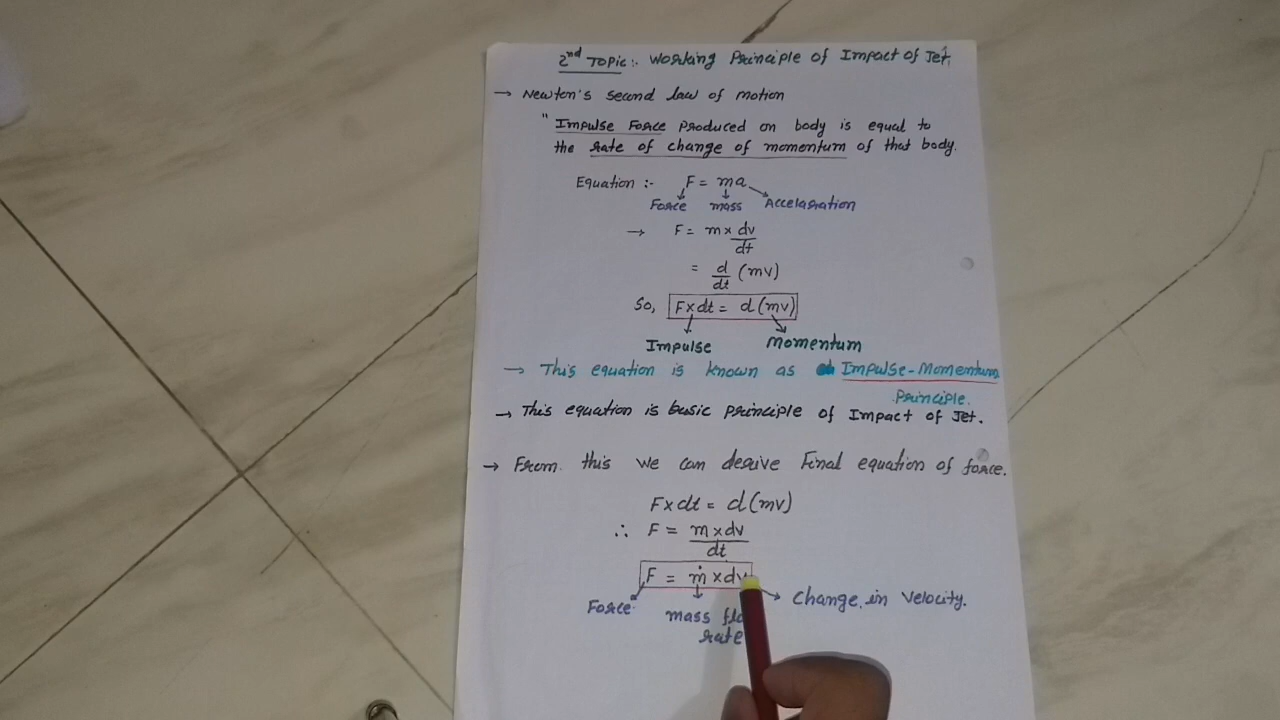 2nd Topic:. Working Principle of Impact of Jet.
→ Newton's second law of motion
" Impulse Force produced on body is equal to
the rate of change of momentum of that body.
Equation :- F = ma
Force mass Accelaration
→ F = m x dv/dt
= d/dt (mv)
So, Fxdt = d(mv)
Impulse Momentum
→ This equation is known as Impulse-Momentum
Principle.
→ This equation is basic principle of Impact of Jet.
→ From this we can derive Final equation of force.
Fxdt = d(mv)
∴ F = m x dv/dt
F = ṁ x dv
Force mass flow rate Change in Velocity.